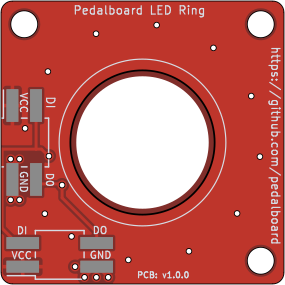 Pedalboard LED Ring
https://github.com/pedalboard
VCC
DI
GND
DO
DI
DO
VCC
GND
PCB: v1.0.0